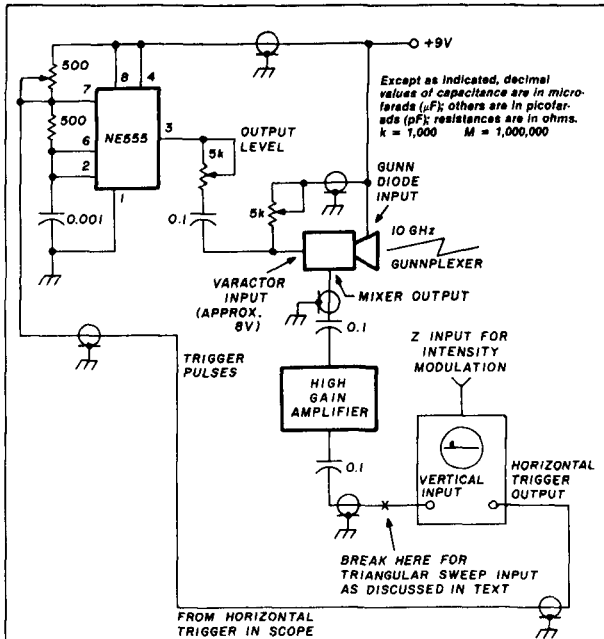 +9V
500
8
4
7
500
NE555
3
6
2
1
0.001
OUTPUT
LEVEL
5k
0.1
5k
Except as indicated, decimal
values of capacitance are in micro-
farads (µF); others are in picofar-
ads (pF); resistances are in ohms.
k = 1,000 M = 1,000,000
GUNN
DIODE
INPUT
10 GHz
GUNNPLEXER
VARACTOR
INPUT
(APPROX.
8V)
MIXER OUTPUT
0.1
TRIGGER
PULSES
HIGH
GAIN
AMPLIFIER
0.1
Z INPUT FOR
INTENSITY
MODULATION
VERTICAL
INPUT
HORIZONTAL
TRIGGER
OUTPUT
X
BREAK HERE FOR
TRIANGULAR SWEEP INPUT
AS DISCUSSED IN TEXT
FROM HORIZONTAL
TRIGGER IN SCOPE